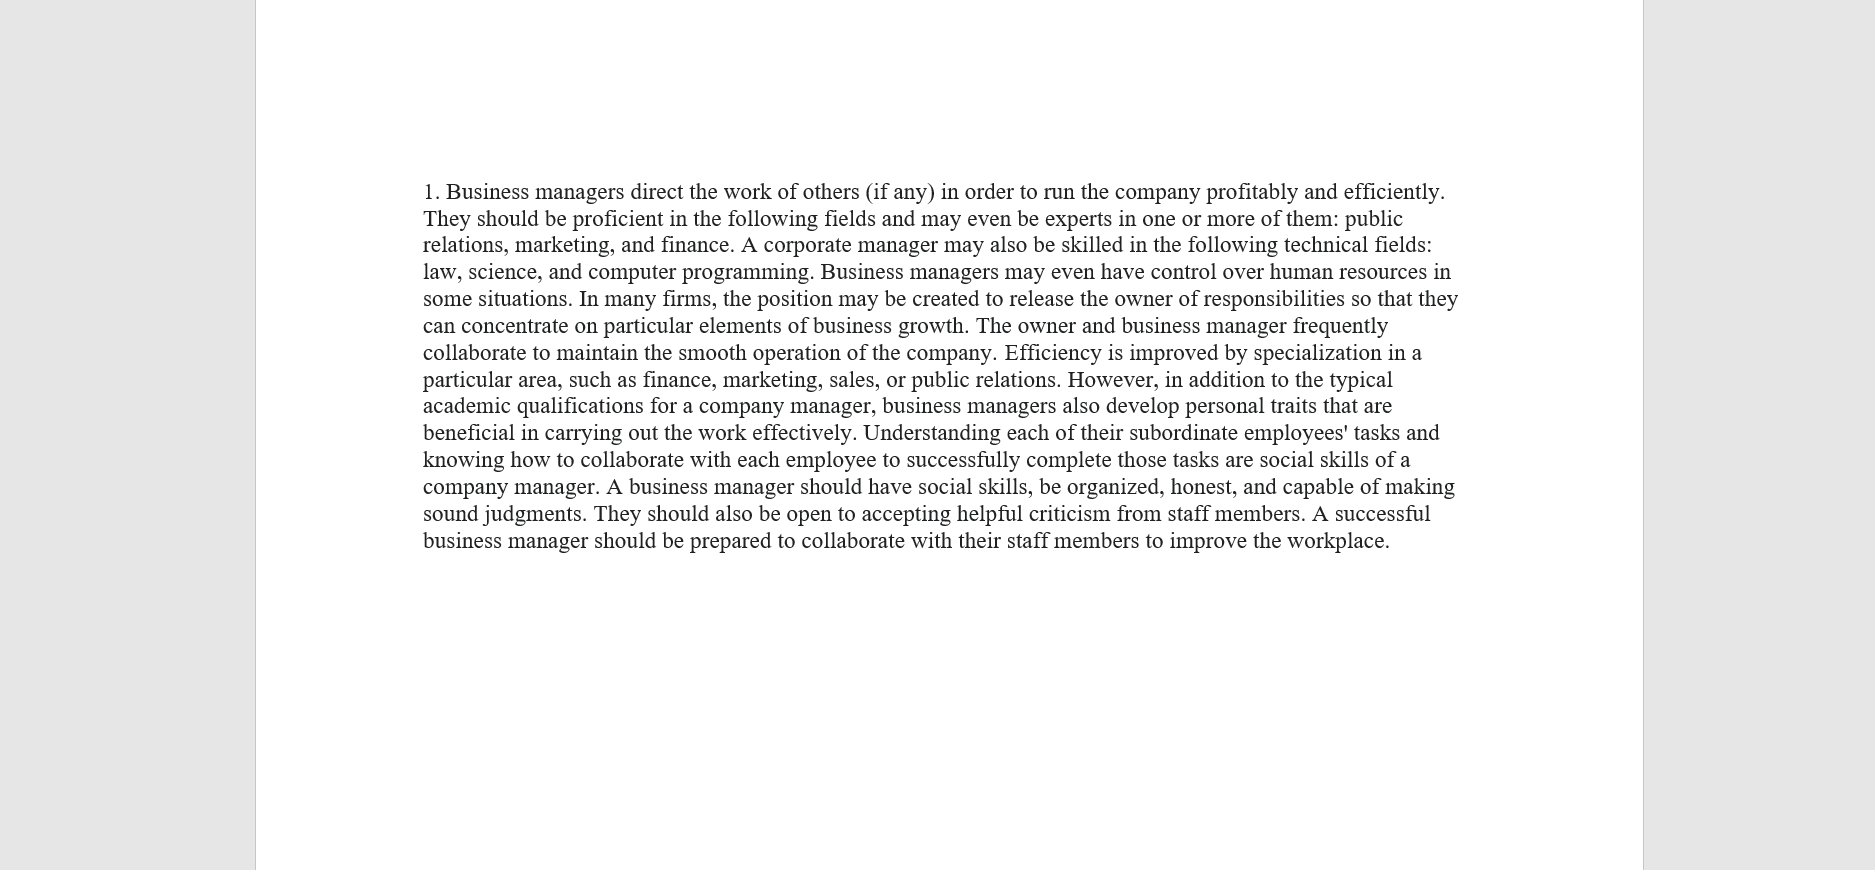 1. Business managers direct the work of others (if any) in order to run the company profitably and efficiently.
They should be proficient in the following fields and may even be experts in one or more of them: public
relations, marketing, and finance. A corporate manager may also be skilled in the following technical fields:
law, science, and computer programming. Business managers may even have control over human resources in
some situations. In many firms, the position may be created to release the owner of responsibilities so that they
can concentrate on particular elements of business growth. The owner and business manager frequently
collaborate to maintain the smooth operation of the company. Efficiency is improved by specialization in a
particular area, such as finance, marketing, sales, or public relations. However, in addition to the typical
academic qualifications for a company manager, business managers also develop personal traits that are
beneficial in carrying out the work effectively. Understanding each of their subordinate employees' tasks and
knowing how to collaborate with each employee to successfully complete those tasks are social skills of a
company manager. A business manager should have social skills, be organized, honest, and capable of making
sound judgments. They should also be open to accepting helpful criticism from staff members. A successful
business manager should be prepared to collaborate with their staff members to improve the workplace.